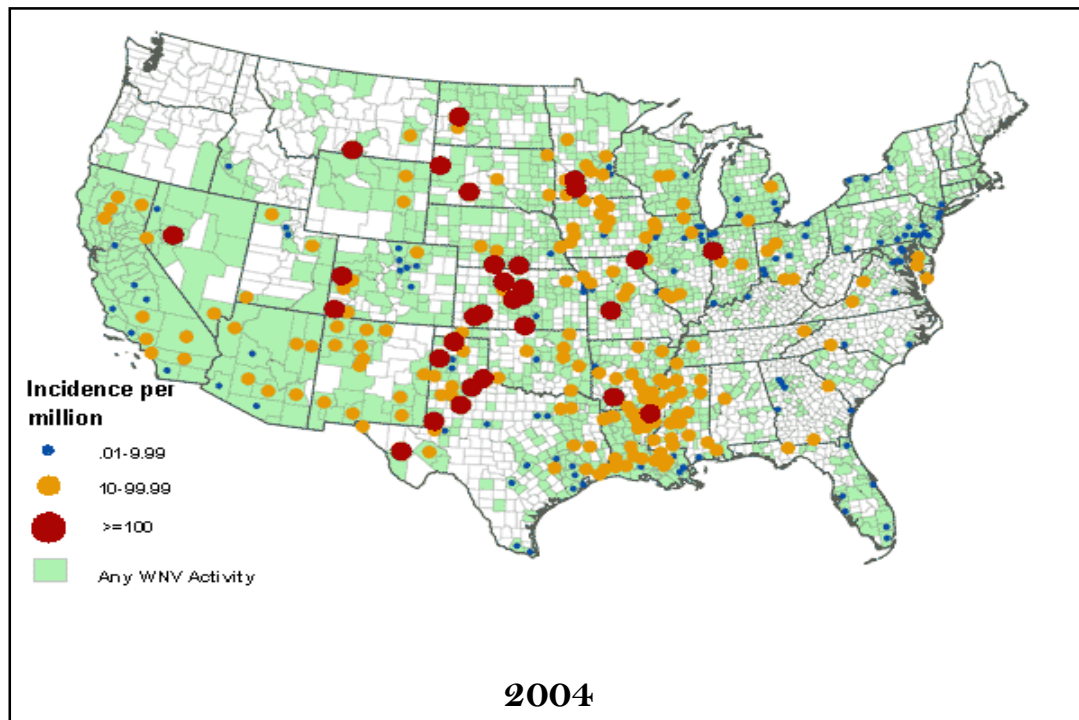 Incidence per
million
.01-9.99
10-99.99
>=100
Any WNV Activity
2004